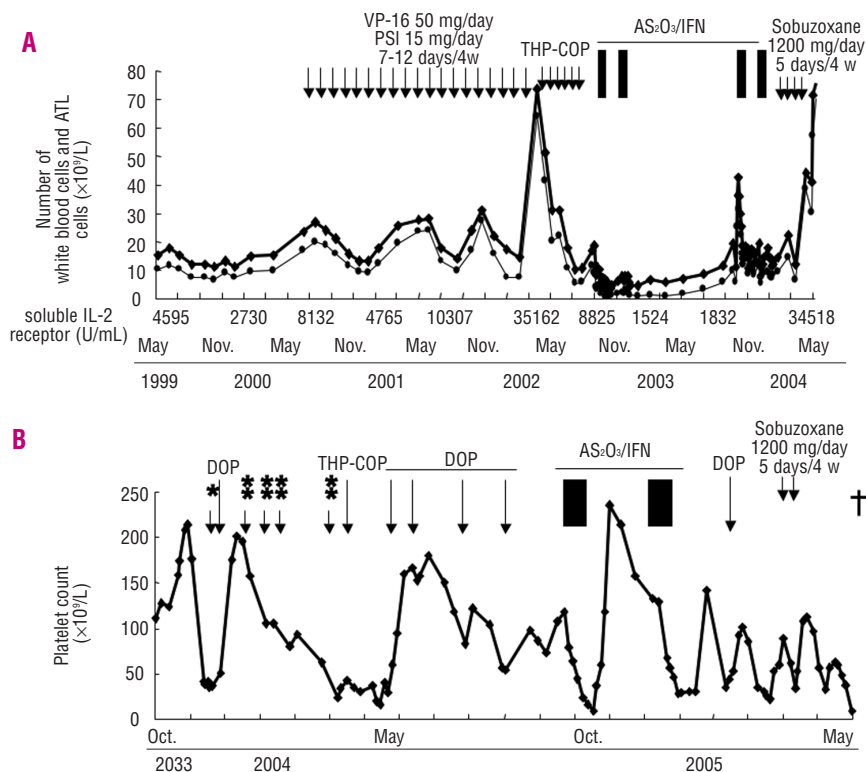 A
VP-16 50 mg/day
PSI 15 mg/day
7-12 days/4w
THP-COP
AS₂O₃/IFN
Sobuzoxane
1200 mg/day
5 days/4 w
Number of
white blood cells and ATL
cells (×10⁹/L)
80
70
60
50
40
30
20
10
0
soluble IL-2
receptor (U/mL)
4595 2730 8132 4765 10307 35162 8825 1524 1832 34518
May Nov. May Nov. May Nov. May Nov. May Nov. May
1999 2000 2001 2002 2003 2004
B
DOP
THP-COP
DOP
AS₂O₃/IFN
DOP
Sobuzoxane
1200 mg/day
5 days/4 w
* ** ** ** **
†
Platelet count
(×10⁹/L)
250
200
150
100
50
0
Oct. May Oct. May
2033 2004 2005